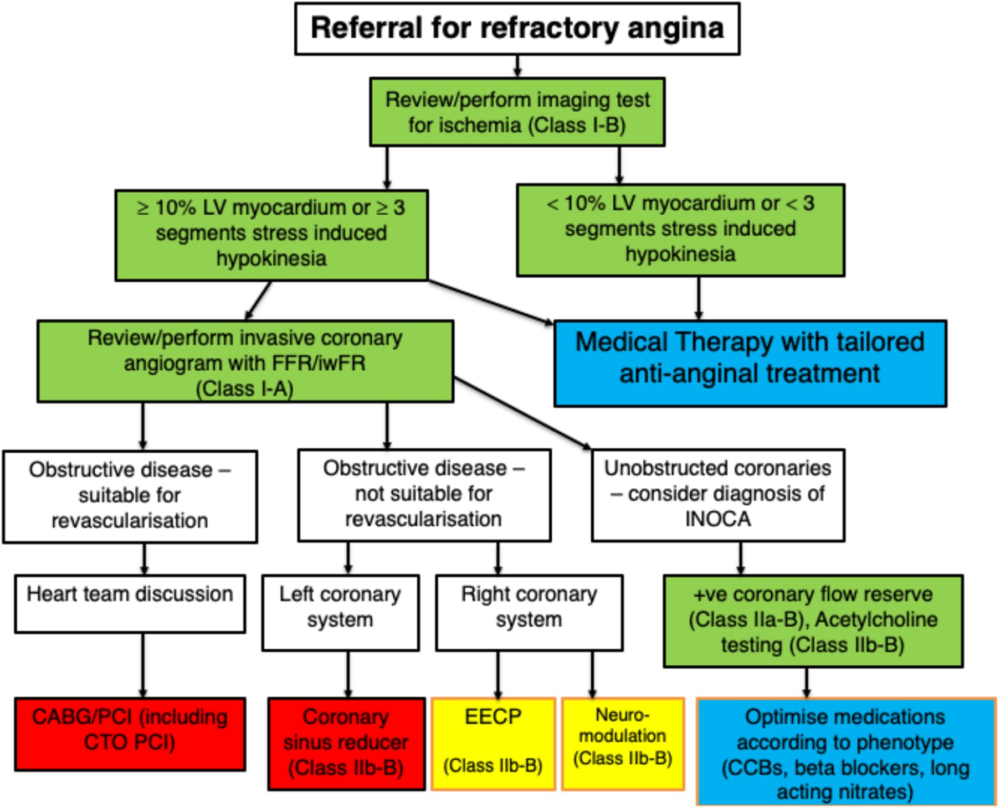 Referral for refractory angina
Review/perform imaging test
for ischemia (Class I-B)
≥ 10% LV myocardium or ≥ 3
segments stress induced
hypokinesia
< 10% LV myocardium or < 3
segments stress induced
hypokinesia
Review/perform invasive coronary
angiogram with FFR/iwFR
(Class I-A)
Medical Therapy with tailored
anti-anginal treatment
Obstructive disease –
suitable for
revascularisation
Obstructive disease –
not suitable for
revascularisation
Unobstructed coronaries
– consider diagnosis of
INOCA
Heart team discussion
Left coronary
system
Right coronary
system
+ve coronary flow reserve
(Class IIa-B), Acetylcholine
testing (Class IIb-B)
CABG/PCI (including
CTO PCI)
Coronary
sinus reducer
(Class IIb-B)
EECP
(Class IIb-B)
Neuro-
modulation
(Class IIb-B)
Optimise medications
according to phenotype
(CCBs, beta blockers, long
acting nitrates)